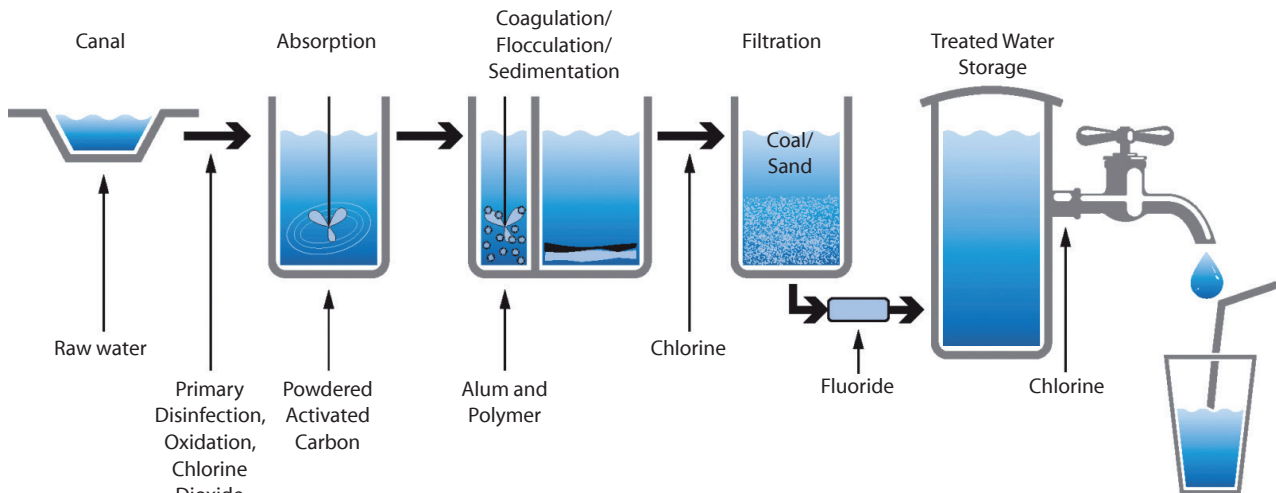 Canal
Absorption
Coagulation/
Flocculation/
Sedimentation
Filtration
Treated Water
Storage
Coal/
Sand
Raw water
Primary
Disinfection,
Oxidation,
Chlorine
Dioxide
Powdered
Activated
Carbon
Alum and
Polymer
Chlorine
Fluoride
Chlorine